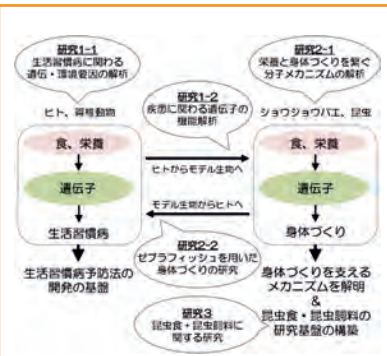 研究1-1
生活習慣病に関わる
遺伝・環境要因の解析
研究2-1
栄養と身体づくりを繋ぐ
分子メカニズムの解析
研究1-2
疾患に関わる遺伝子の
機能解析
ヒト、脊椎動物
ショウジョウバエ、昆虫
食、栄養
遺伝子
生活習慣病
ヒトからモデル生物へ
モデル生物からヒトへ
食、栄養
遺伝子
身体づくり
研究2-2
ゼブラフィッシュを用いた
身体づくりの研究
生活習慣病予防法の
開発の基盤
身体づくりを支える
メカニズムを解明
&
昆虫食・昆虫飼料の
研究基盤の構築
研究3
昆虫食・昆虫飼料に
関する研究